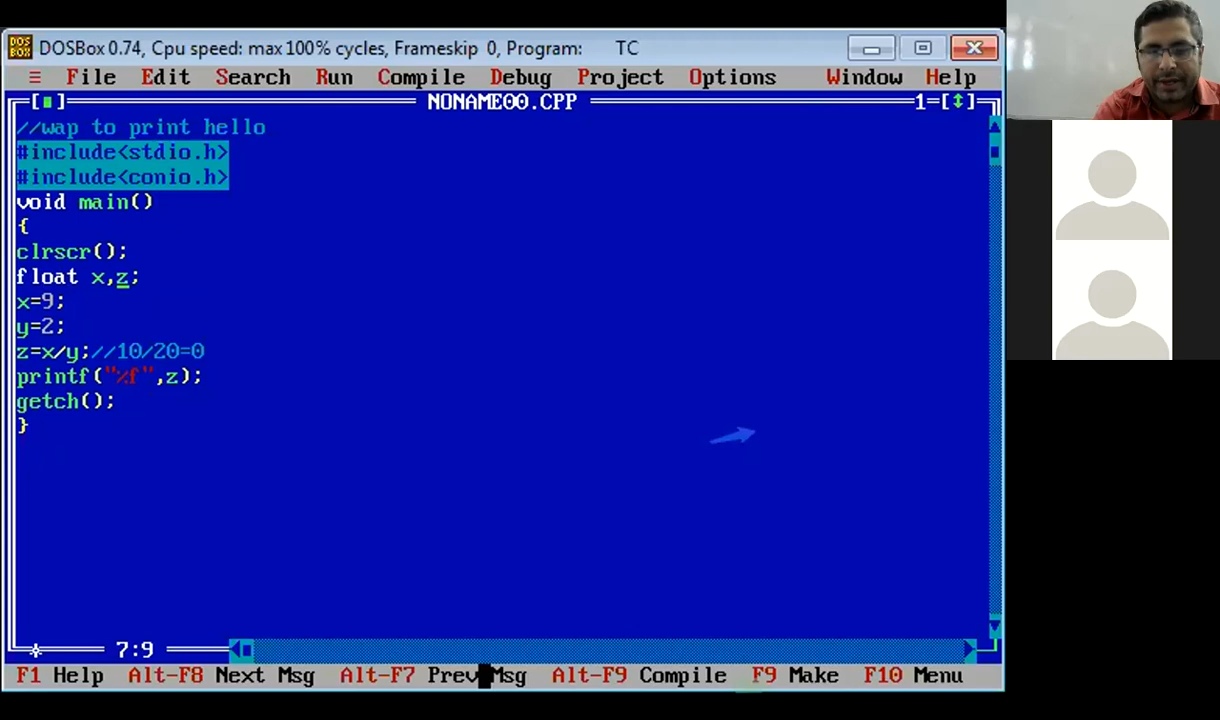 DOSBox 0.74, Cpu speed: max 100% cycles, Frameskip 0, Program: TC
≡ File Edit Search Run Compile Debug Project Options Window Help
NONAME00.CPP 1=[↕]
//wap to print hello
#include<stdio.h>
#include<conio.h>
void main()
{
clrscr();
float x,z;
x=9;
y=2;
z=x/y;//10/20=0
printf("%f",z);
getch();
}
7:9
F1 Help Alt-F8 Next Msg Alt-F7 Prev Msg Alt-F9 Compile F9 Make F10 Menu